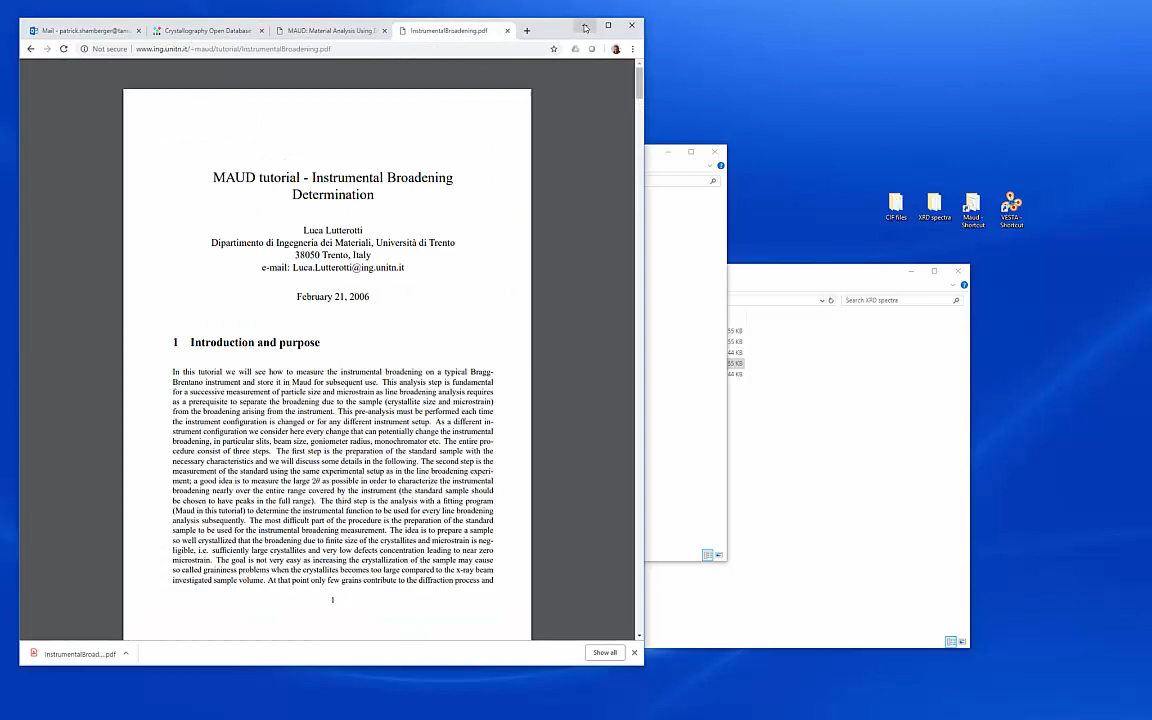 Mail - patrick.shamberger@tam
Crystallography Open Database
MAUD: Material Analysis Using
InstrumentalBroadening.pdf
Not secure | www.ing.unitn.it/~maud/tutorial/InstrumentalBroadening.pdf
MAUD tutorial - Instrumental Broadening
Determination
Luca Lutterotti
Dipartimento di Ingegneria dei Materiali, Università di Trento
38050 Trento, Italy
e-mail: Luca.Lutterotti@ing.unitn.it
February 21, 2006
1 Introduction and purpose
In this tutorial we will see how to measure the instrumental broadening on a typical Bragg-
Brentano instrument and store it in Maud for subsequent use. This analysis step is fundamental
for a successive measurement of particle size and microstrain as line broadening analysis requires
as a prerequisite to separate the broadening due to the sample (crystallite size and microstrain)
from the broadening arising from the instrument. This pre-analysis must be performed each time
the instrument configuration is changed or for any different instrument setup. As a different in-
strument configuration we consider here every change that can potentially change the instrumental
broadening, in particular slits, beam size, goniometer radius, monochromator etc. The entire pro-
cedure consist of three steps. The first step is the preparation of the standard sample with the
necessary characteristics and we will discuss some details in the following. The second step is the
measurement of the standard using the same experimental setup as in the line broadening experi-
ment; a good idea is to measure the large 2θ as possible in order to characterize the instrumental
broadening nearly over the entire range covered by the instrument (the standard sample should
be chosen to have peaks in the full range). The third step is the analysis with a fitting program
(Maud in this tutorial) to determine the instrumental function to be used for every line broadening
analysis subsequently. The most difficult part of the procedure is the preparation of the standard
sample to be used for the instrumental broadening measurement. The idea is to prepare a sample
so well crystallized that the broadening due to finite size of the crystallites and microstrain is neg-
ligible, i.e. sufficiently large crystallites and very low defects concentration leading to near zero
microstrain. The goal is not very easy as increasing the crystallization of the sample may cause
so called graininess problems when the crystallites becomes too large compared to the x-ray beam
investigated sample volume. At that point only few grains contribute to the diffraction process and
1
InstrumentalBroad....pdf
Show all
CIF files
XRD spectra
Maud -
Shortcut
VESTA -
Shortcut
Search XRD spectra
55 KB
55 KB
44 KB
55 KB
44 KB